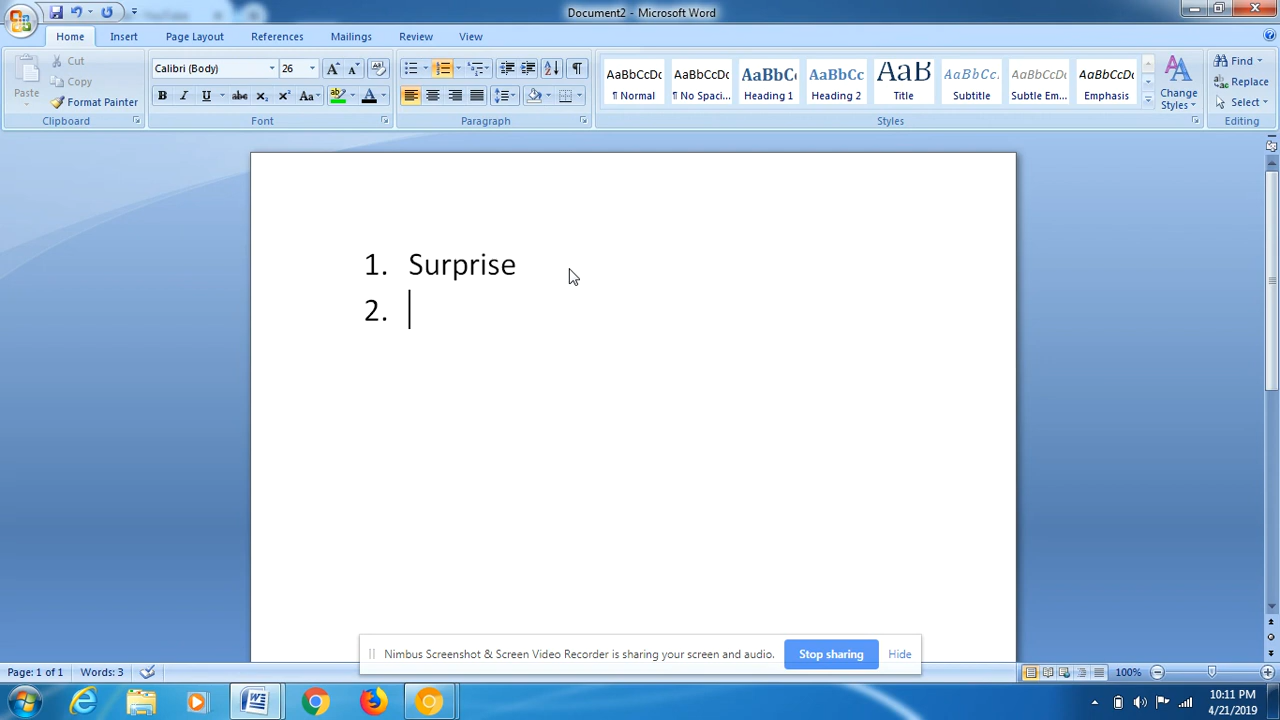 Document2 - Microsoft Word
Home Insert Page Layout References Mailings Review View
Paste
Cut
Copy
Format Painter
Clipboard
Calibri (Body) 26
Font
Paragraph
AaBbCcDc AaBbCcDc AaBbCc AaBbCc AaB AaBbCc. AaBbCcDc AaBbCcDc
¶ Normal ¶ No Spaci... Heading 1 Heading 2 Title Subtitle Subtle Em... Emphasis
Change
Styles
Styles
Find
Replace
Select
Editing
1. Surprise
2.
Nimbus Screenshot & Screen Video Recorder is sharing your screen and audio. Stop sharing Hide
Page: 1 of 1 Words: 3 100%
10:11 PM
4/21/2019